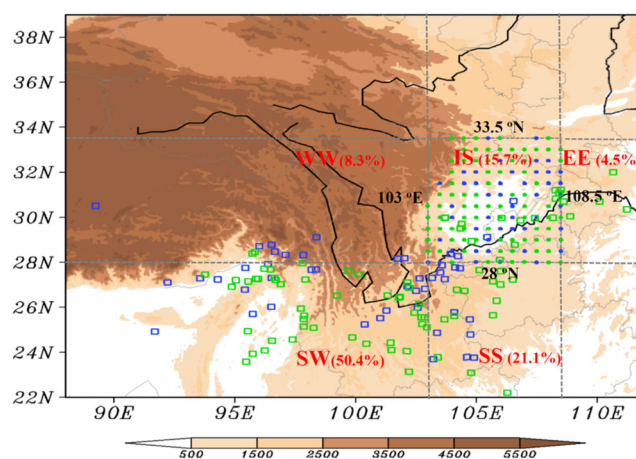 38N
36N
34N
33.5 °N
WW(8.3%)
IS(15.7%)
EE(4.5%)
32N
103 °E
108.5°E
30N
28N
28 °N
26N
24N
SW(50.4%)
SS(21.1%)
22N
90E
95E
100E
105E
110E
500
1500
2500
3500
4500
5500